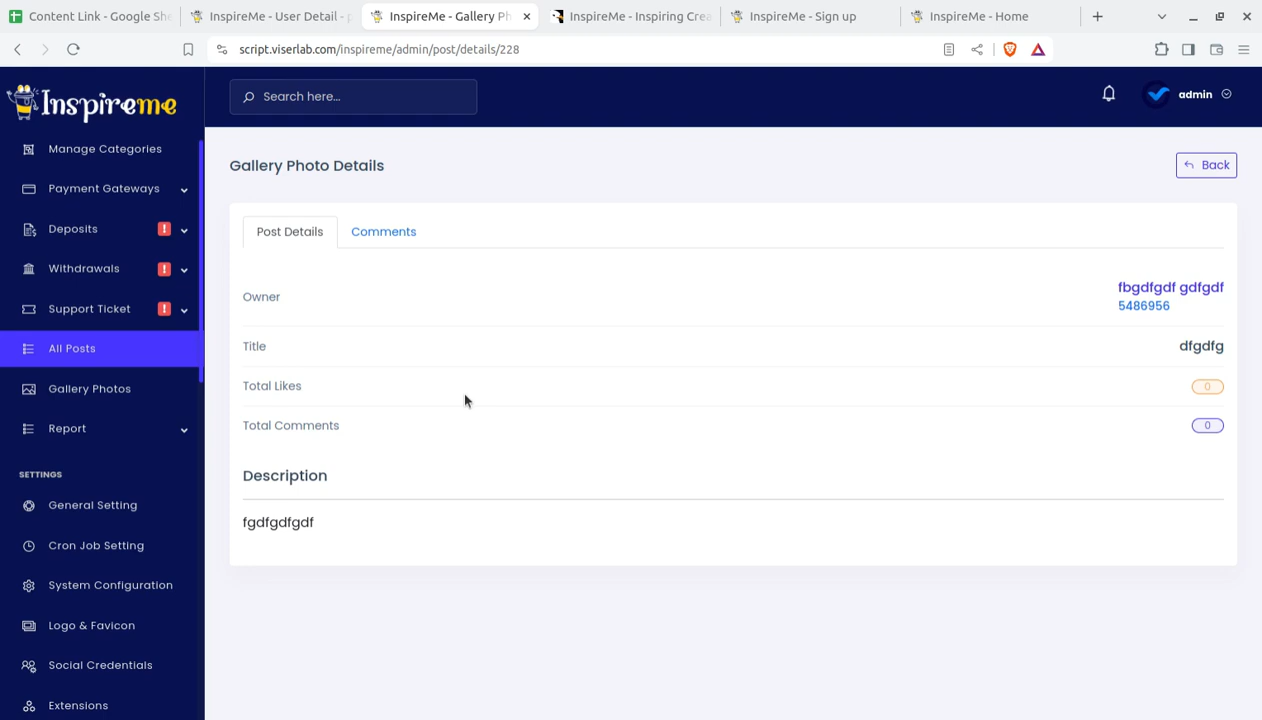 Content Link - Google She
InspireMe - User Detail - p
InspireMe - Gallery Ph
InspireMe - Inspiring Crea
InspireMe - Sign up
InspireMe - Home
script.viserlab.com/inspireme/admin/post/details/228
Inspireme
Search here...
admin
Manage Categories
Payment Gateways
Deposits !
Withdrawals !
Support Ticket !
All Posts
Gallery Photos
Report
SETTINGS
General Setting
Cron Job Setting
System Configuration
Logo & Favicon
Social Credentials
Extensions
Gallery Photo Details
Back
Post Details Comments
Owner
fbgdfgdf gdfgdf
5486956
Title dfgdfg
Total Likes 0
Total Comments 0
Description
fgdfgdfgdf